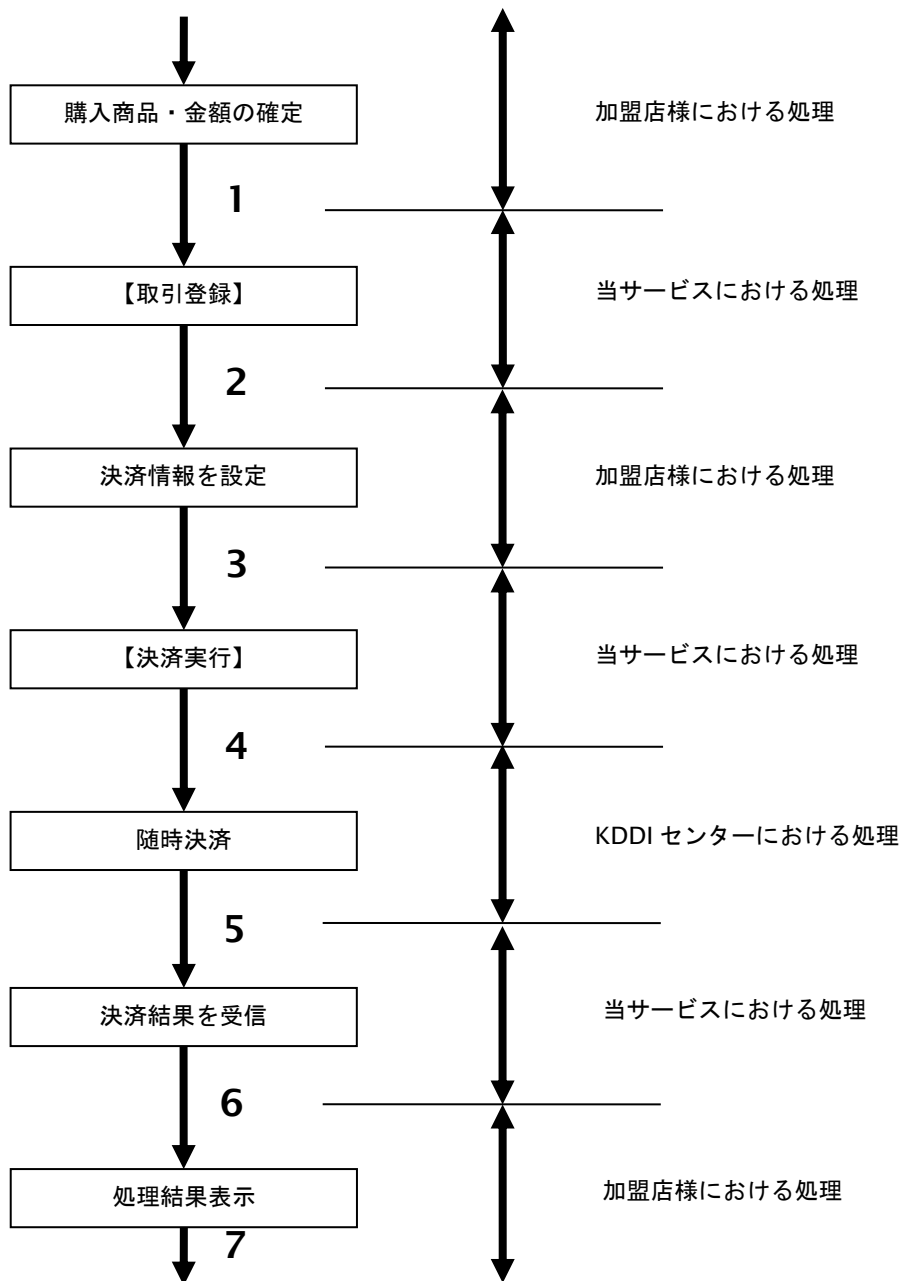 購入商品・金額の確定
加盟店様における処理
1
【取引登録】
当サービスにおける処理
2
決済情報を設定
加盟店様における処理
3
【決済実行】
当サービスにおける処理
4
随時決済
KDDI センターにおける処理
5
決済結果を受信
当サービスにおける処理
6
処理結果表示
加盟店様における処理
7